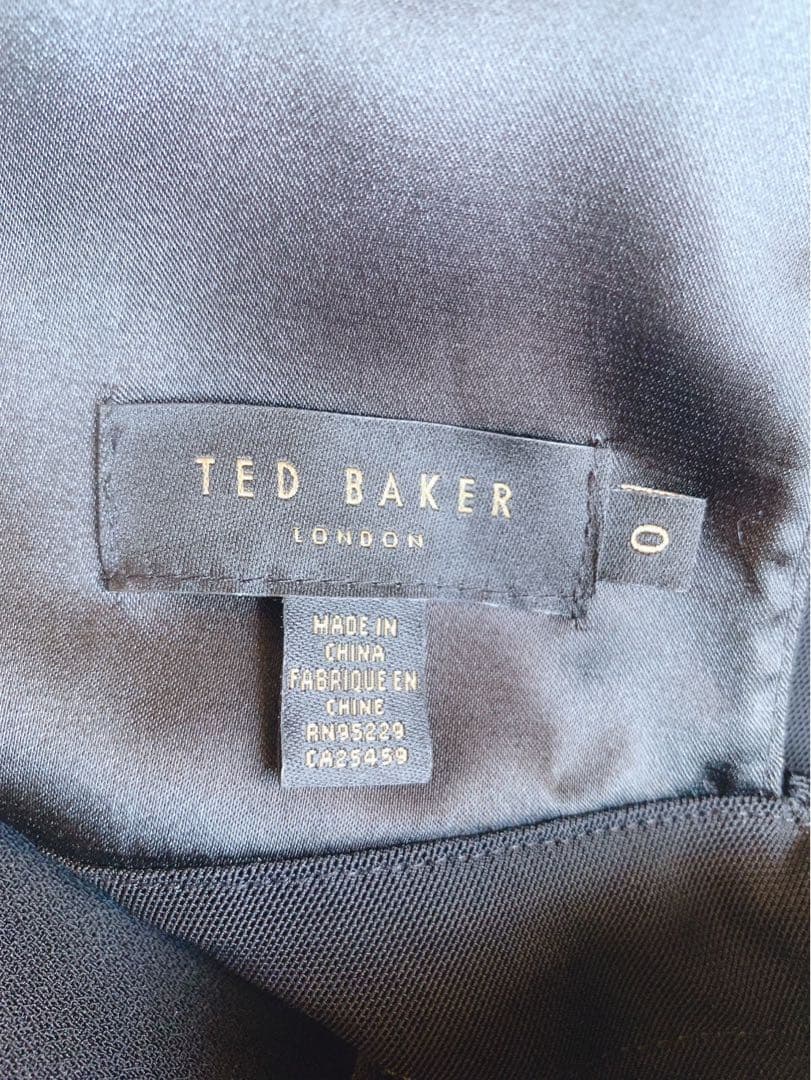 TED BAKER
LONDON
0
MADE IN
CHINA
FABRIQUE EN
CHINE
RN95229
CA25459